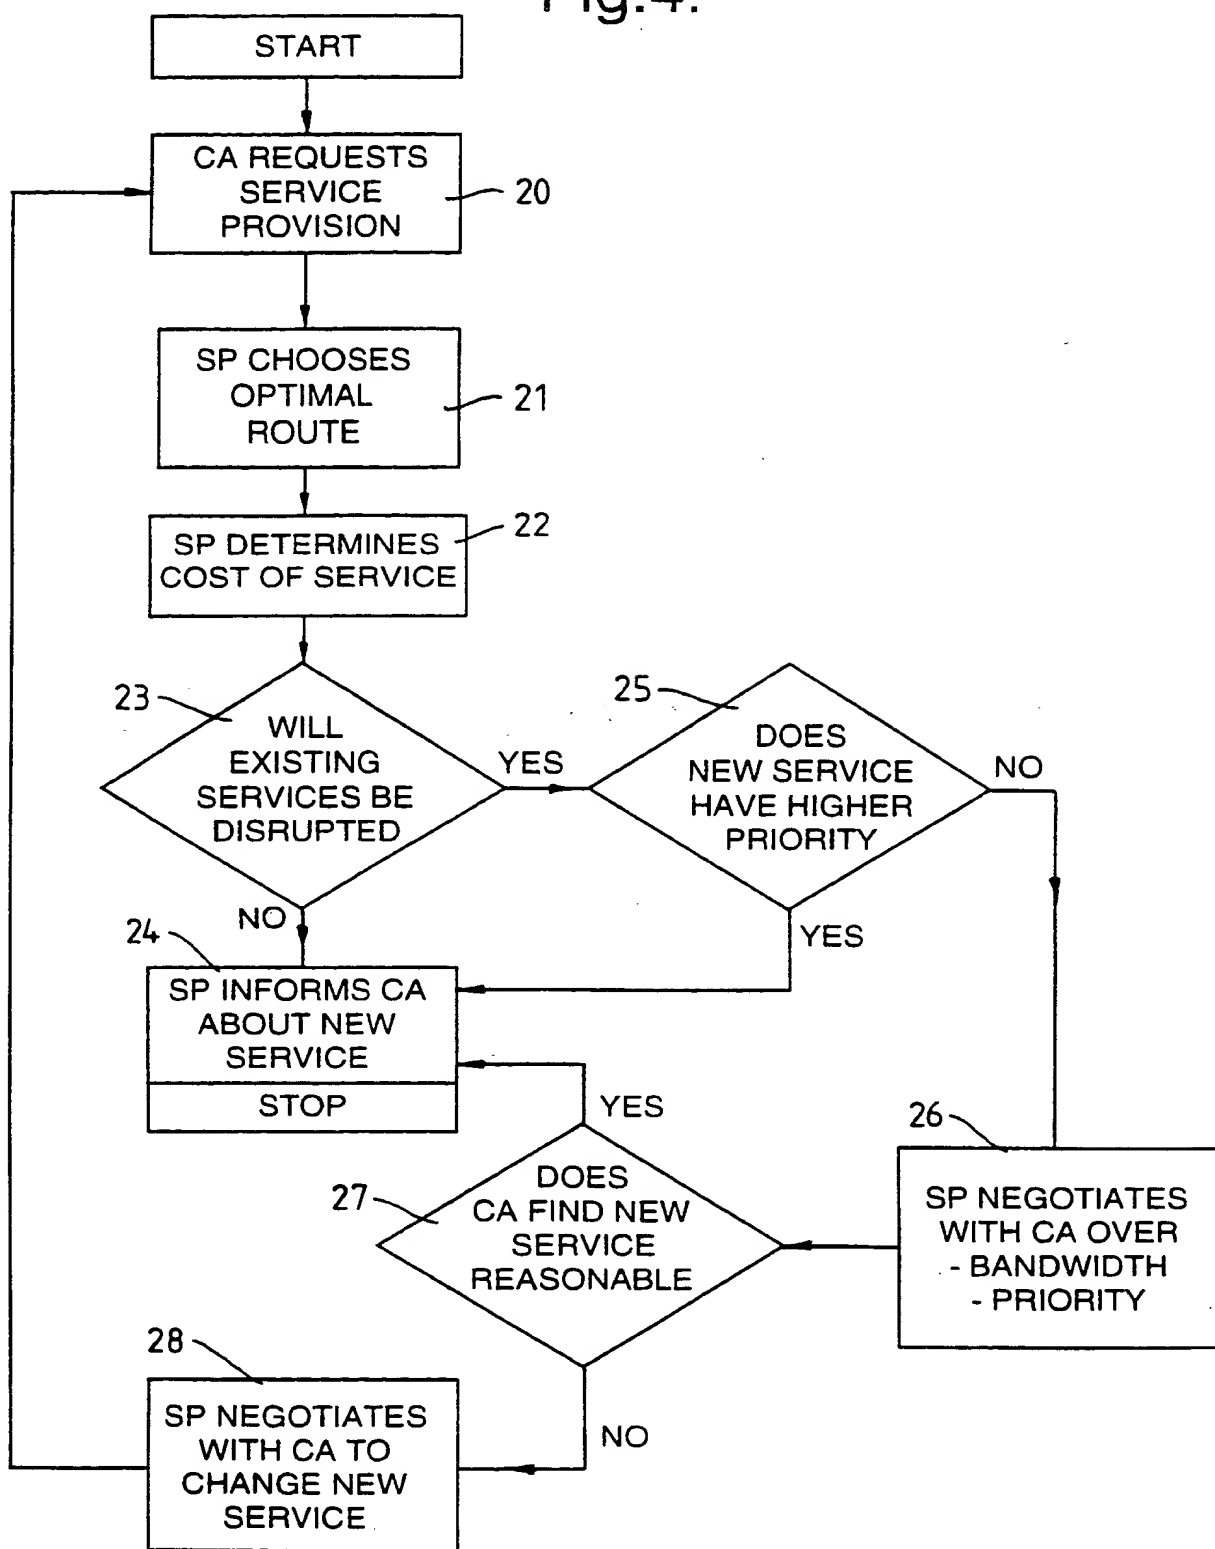 Fig.4.
START
CA REQUESTS
SERVICE
PROVISION
20
SP CHOOSES
OPTIMAL
ROUTE
21
22
SP DETERMINES
COST OF SERVICE
23
WILL
EXISTING
SERVICES BE
DISRUPTED
YES
NO
25
DOES
NEW SERVICE
HAVE HIGHER
PRIORITY
NO
YES
24
SP INFORMS CA
ABOUT NEW
SERVICE
STOP
26
SP NEGOTIATES
WITH CA OVER
- BANDWIDTH
- PRIORITY
YES
27
DOES
CA FIND NEW
SERVICE
REASONABLE
NO
28
SP NEGOTIATES
WITH CA TO
CHANGE NEW
SERVICE